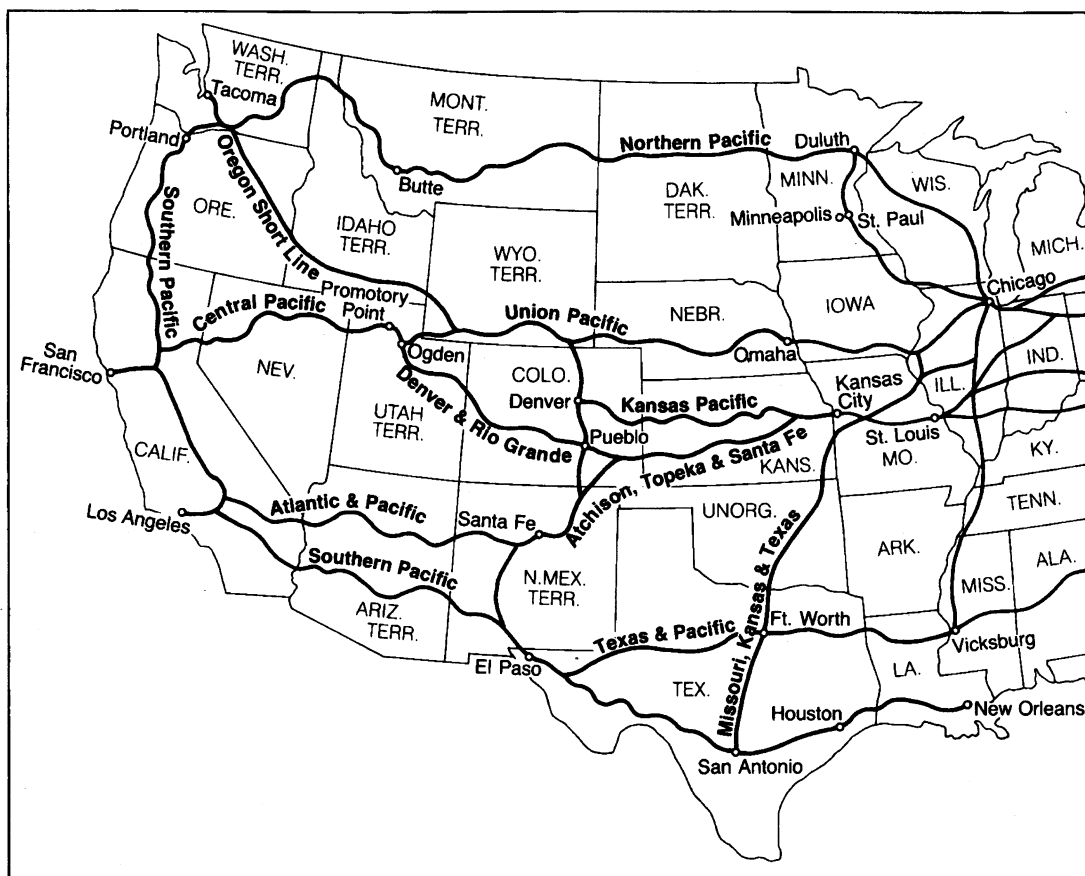 WASH.
TERR.
Tacoma
MONT.
TERR.
Portland
Northern Pacific
Duluth
Butte
MINN.
WIS.
Oregon Short Line
Southern Pacific
ORE.
IDAHO
TERR.
DAK.
TERR.
Minneapolis
St. Paul
MICH.
WYO.
TERR.
Promotory
Point
Central Pacific
Union Pacific
NEBR.
IOWA
Chicago
San
Francisco
Ogden
Omaha
NEV.
COLO.
IND.
Denver & Rio Grande
Denver
Kansas Pacific
Kansas
City
ILL.
UTAH
TERR.
Pueblo
St. Louis
MO.
CALIF.
Atchison, Topeka & Santa Fe
KANS.
KY.
Los Angeles
Atlantic & Pacific
Santa Fe
UNORG.
TENN.
Southern Pacific
N.MEX.
TERR.
Missouri, Kansas & Texas
ARK.
MISS.
ALA.
ARIZ.
TERR.
Texas & Pacific
Ft. Worth
Vicksburg
El Paso
TEX.
LA.
Houston
New Orleans
San Antonio